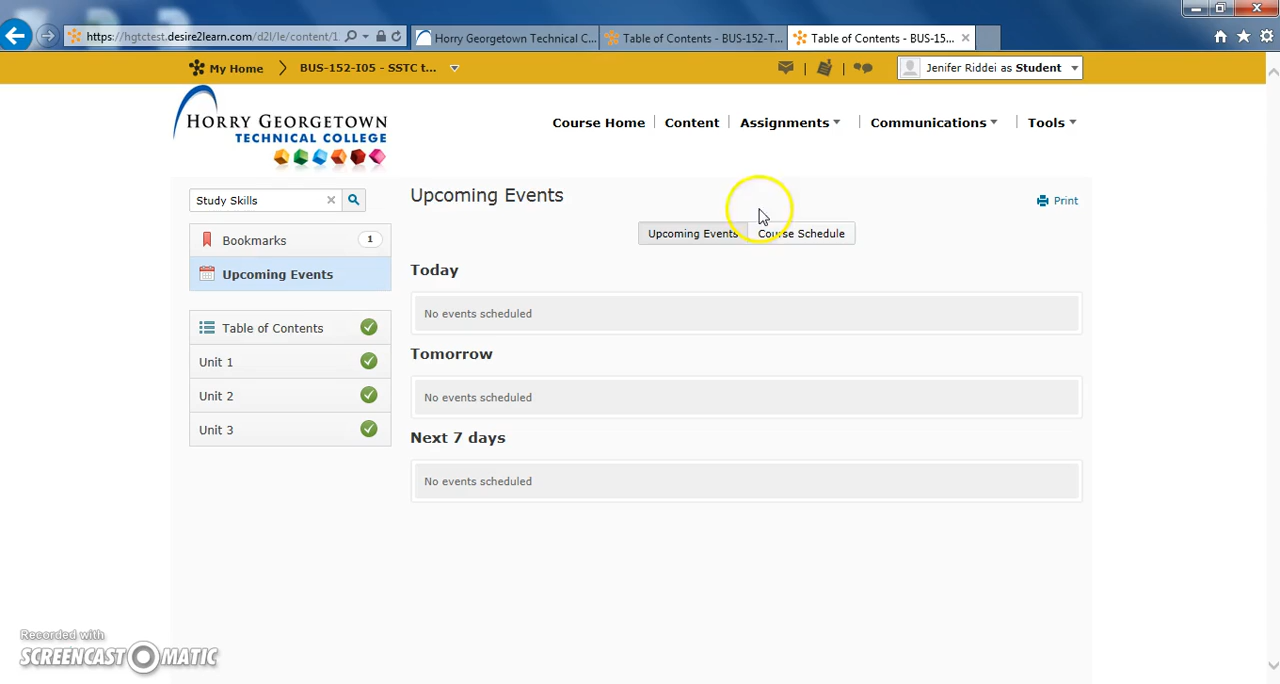 https://hgtctest.desire2learn.com/d2l/le/content/1
Horry Georgetown Technical C...
Table of Contents - BUS-152-T...
Table of Contents - BUS-15...
My Home
BUS-152-I05 - SSTC t...
Jenifer Riddei as Student
HORRY GEORGETOWN
TECHNICAL COLLEGE
Course Home
Content
Assignments
Communications
Tools
Study Skills
Upcoming Events
Print
Bookmarks
1
Upcoming Events
Course Schedule
Upcoming Events
Today
No events scheduled
Table of Contents
Unit 1
Tomorrow
Unit 2
No events scheduled
Unit 3
Next 7 days
No events scheduled
Recorded with
SCREENCAST MATIC